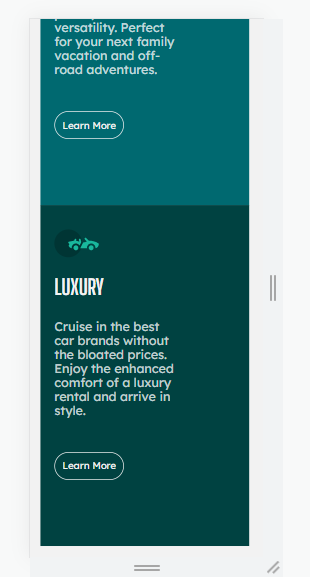 versatility. Perfect
for your next family
vacation and off-
road adventures.
Learn More
LUXURY
Cruise in the best
car brands without
the bloated prices.
Enjoy the enhanced
comfort of a luxury
rental and arrive in
style.
Learn More